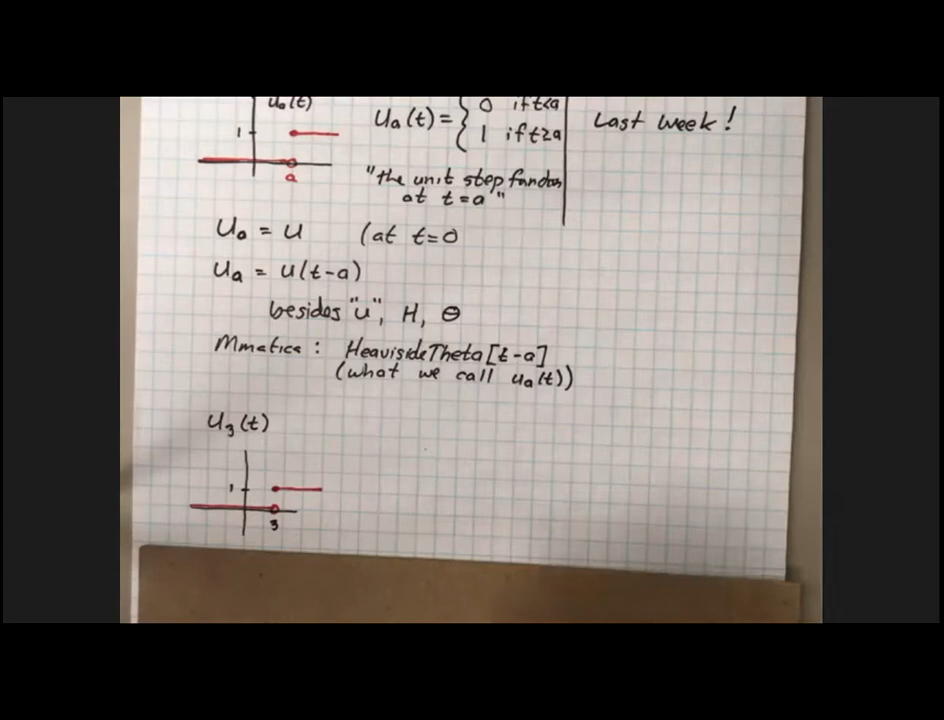 u₀(t)
1
a
uₐ(t) = { 0 if t<a
1 if t≥a
"the unit step
at t=a"
Last week!
u₀ = u (at t=0
uₐ = u(t-a)
besides "u", H, Θ
Mmatica: HeavisideTheta[t-a]
(what we call uₐ(t))
u₃(t)
1
3